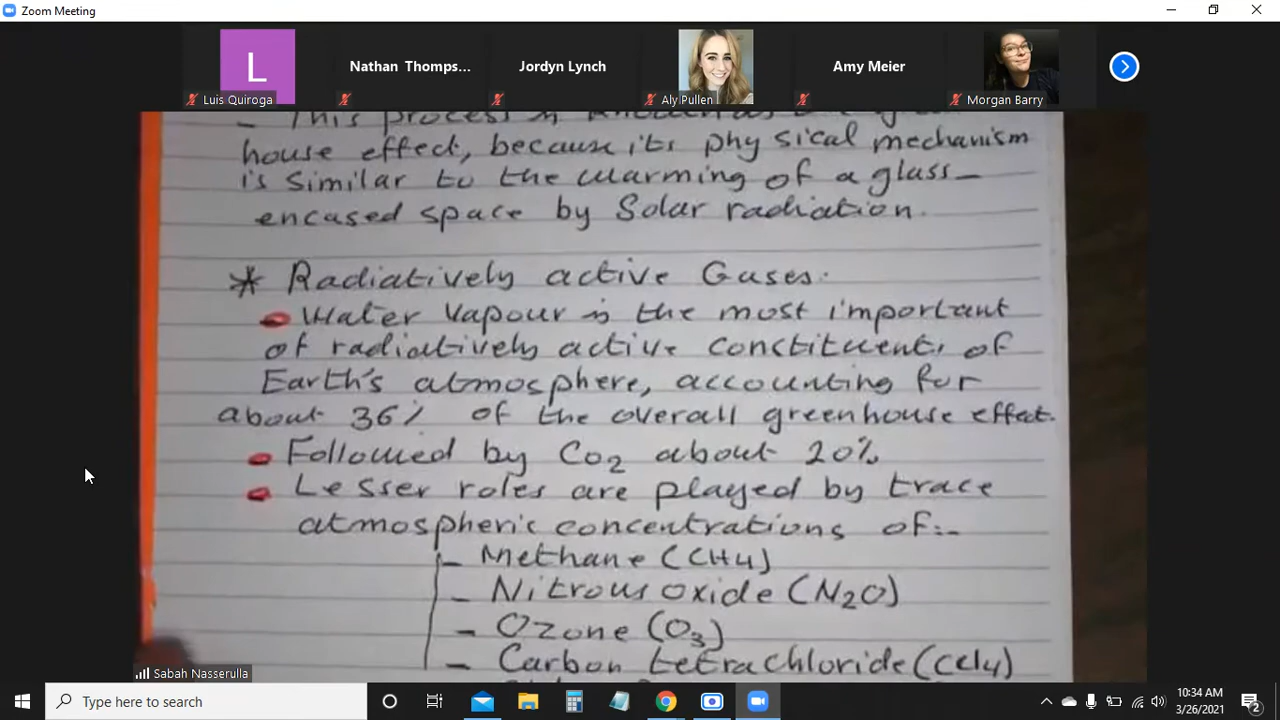 Zoom Meeting
L
Luis Quiroga
Nathan Thomps...
Jordyn Lynch
Aly Pullen
Amy Meier
Morgan Barry
- This process
house effect, because its physical mechanism
is similar to the warming of a glass-
encased space by Solar radiation.
* Radiatively active Gases:
Water vapour is the most important
of radiatively active constituents of
Earth's atmosphere, accounting for
about 36% of the overall greenhouse effect.
Followed by CO2 about 20%
Lesser roles are played by trace
atmospheric concentrations of:-
- Methane (CH4)
- Nitrous oxide (N2O)
- Ozone (O3)
- Carbon tetrachloride (CCl4)
Sabah Nasserulla
Type here to search
10:34 AM
3/26/2021
2